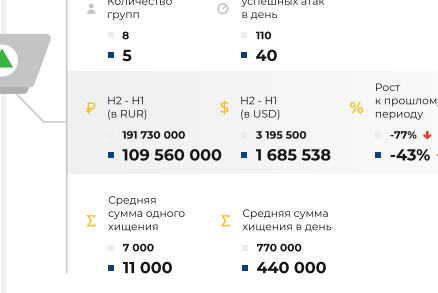 Количество
групп
8
5
успешных атак
в день
110
40
H2 - H1
(в RUR)
₽
191 730 000
109 560 000
H2 - H1
(в USD)
$
3 195 500
1 685 538
Рост
к прошлому
периоду
%
-77%
-43%
Средняя
сумма одного
хищения
Σ
7 000
11 000
Средняя сумма
хищения в день
Σ
770 000
440 000